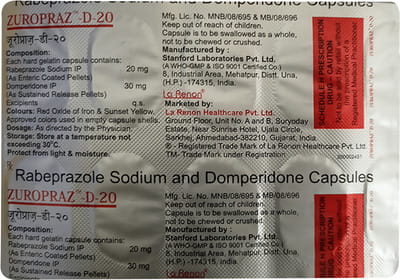 ZUROPRAZ™-D-20
जूरोप्राज़-डी-२०
Composition:
Each hard gelatin capsule contains:
Rabeprazole Sodium IP 20 mg
(As Enteric Coated Pellets)
Domperidone IP 30 mg
(As Sustained Release Pellets)
Excipients q.s.
Colours: Red Oxide of Iron & Sunset Yellow.
Approved colors used in empty capsule shells.
Dosage: As directed by the Physician.
Storage: Store at a temperature not
exceeding 30°C.
Protect from light & moisture.
Mfg. Lic. No. MNB/08/695 & MB/08/696
Keep out of reach of children.
Capsule is to be swallowed as a whole,
not to be chewed or crushed.
Manufactured by :
Stanford Laboratories Pvt. Ltd.
(A WHO-GMP & ISO 9001 Certified Co.)
8, Industrial Area, Mehatpur, Distt. Una,
(H.P.) -174315, India.
La Renon®
Marketed by:
La Renon Healthcare Pvt. Ltd.
Ground Floor, Unit No. A and B, Suryoday
Estate, Near Sunrise Hotel, Ujala Circle,
Sarkhej, Ahmedabad-382210, Gujarat, India.
® - Registered Trade Mark of La Renon Healthcare Pvt. Ltd.
TM- Trade Mark under Registration
SCHEDULE H PRESCRIPTION
DRUG - CAUTION
Not to be sold by retail without
the prescription of a
Registered Medical Practitioner.
Rabeprazole Sodium and Domperidone Capsules
ZUROPRAZ™-D-20
जूरोप्राज़-डी-२०
Composition:
Each hard gelatin capsule contains:
Rabeprazole Sodium IP 20 mg
(As Enteric Coated Pellets)
Domperidone IP 30 mg
(As Sustained Release Pellets)
Mfg. Lic. No. MNB/08/695 & MB/08/696
Keep out of reach of children.
Capsule is to be swallowed as a whole,
not to be chewed or crushed.
Manufactured by :
Stanford Laboratories Pvt. Ltd.
(A WHO-GMP & ISO 9001 Certified Co.)
8, Industrial Area, Mehatpur, Distt. Una,
(H.P.) -174315, India.
La Renon®
PRESCRIPTION
CAUTION